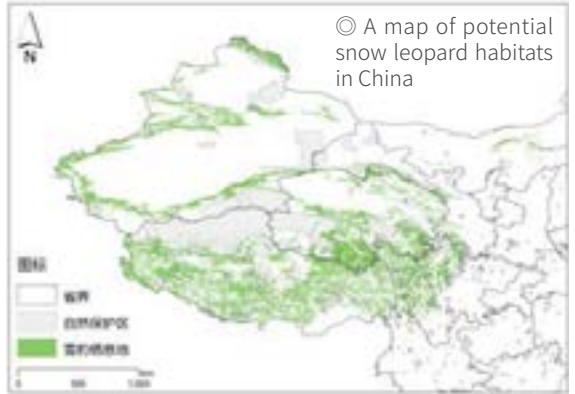 ◎ A map of potential
snow leopard habitats
in China
N
图标
省界
自然保护区
雪豹栖息地
0 500 1,000